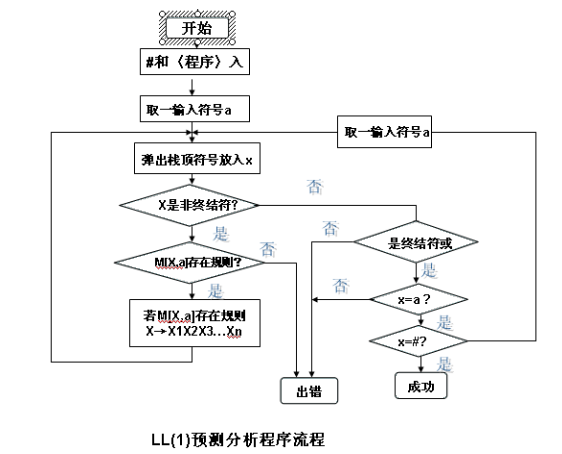 开始
#和〈程序〉入
取一输入符号a
取一输入符号a
弹出栈顶符号放入x
否
X是非终结符?
是
否
否
是终结符或
M[X,a]存在规则?
是
是
否
x=a ?
若M[X,a]存在规则
X→X1X2X3...Xn
是
x=#?
是
出错
成功
LL(1)预测分析程序流程